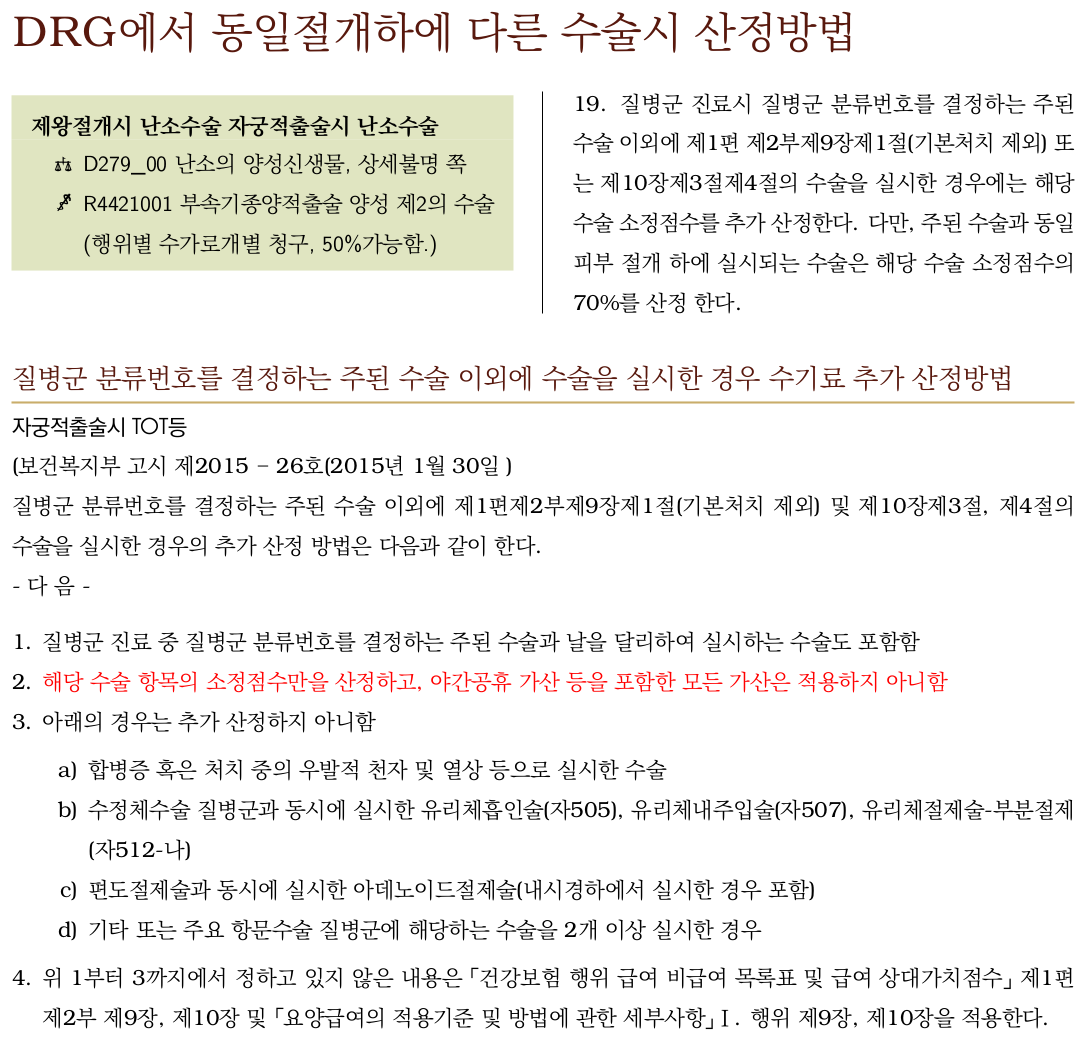 DRG에서 동일절개하에 다른 수술시 산정방법
제왕절개시 난소수술 자궁적출술시 난소수술
D279_00 난소의 양성신생물, 상세불명 쪽
R4421001 부속기종양적출술 양성 제2의 수술
(행위별 수가로개별 청구, 50%가능함.)
19. 질병군 진료시 질병군 분류번호를 결정하는 주된
수술 이외에 제1편 제2부제9장제1절(기본처치 제외) 또
는 제10장제3절제4절의 수술을 실시한 경우에는 해당
수술 소정점수를 추가 산정한다. 다만, 주된 수술과 동일
피부 절개 하에 실시되는 수술은 해당 수술 소정점수의
70%를 산정 한다.
질병군 분류번호를 결정하는 주된 수술 이외에 수술을 실시한 경우 수기료 추가 산정방법
자궁적출술시 TOT등
(보건복지부 고시 제2015 – 26호(2015년 1월 30일 )
질병군 분류번호를 결정하는 주된 수술 이외에 제1편제2부제9장제1절(기본처치 제외) 및 제10장제3절, 제4절의
수술을 실시한 경우의 추가 산정 방법은 다음과 같이 한다.
- 다 음 -
1. 질병군 진료 중 질병군 분류번호를 결정하는 주된 수술과 날을 달리하여 실시하는 수술도 포함함
2. 해당 수술 항목의 소정점수만을 산정하고, 야간공휴 가산 등을 포함한 모든 가산은 적용하지 아니함
3. 아래의 경우는 추가 산정하지 아니함
a) 합병증 혹은 처치 중의 우발적 천자 및 열상 등으로 실시한 수술
b) 수정체수술 질병군과 동시에 실시한 유리체흡인술(자505), 유리체내주입술(자507), 유리체절제술-부분절제
(자512-나)
c) 편도절제술과 동시에 실시한 아데노이드절제술(내시경하에서 실시한 경우 포함)
d) 기타 또는 주요 항문수술 질병군에 해당하는 수술을 2개 이상 실시한 경우
4. 위 1부터 3까지에서 정하고 있지 않은 내용은 「건강보험 행위 급여 비급여 목록표 및 급여 상대가치점수」 제1편
제2부 제9장, 제10장 및 「요양급여의 적용기준 및 방법에 관한 세부사항」Ⅰ. 행위 제9장, 제10장을 적용한다.